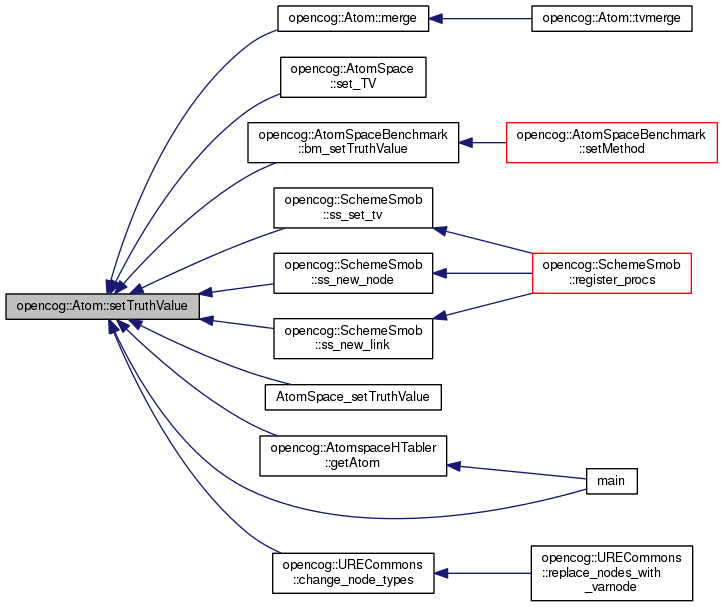 opencog::Atom::merge
opencog::Atom::tvmerge
opencog::AtomSpace
::set_TV
opencog::AtomSpaceBenchmark
::bm_setTruthValue
opencog::AtomSpaceBenchmark
::setMethod
opencog::SchemeSmob
::ss_set_tv
opencog::SchemeSmob
::ss_new_node
opencog::SchemeSmob
::register_procs
opencog::Atom::setTruthValue
opencog::SchemeSmob
::ss_new_link
AtomSpace_setTruthValue
opencog::AtomspaceHTabler
::getAtom
main
opencog::URECommons
::change_node_types
opencog::URECommons
::replace_nodes_with
_varnode